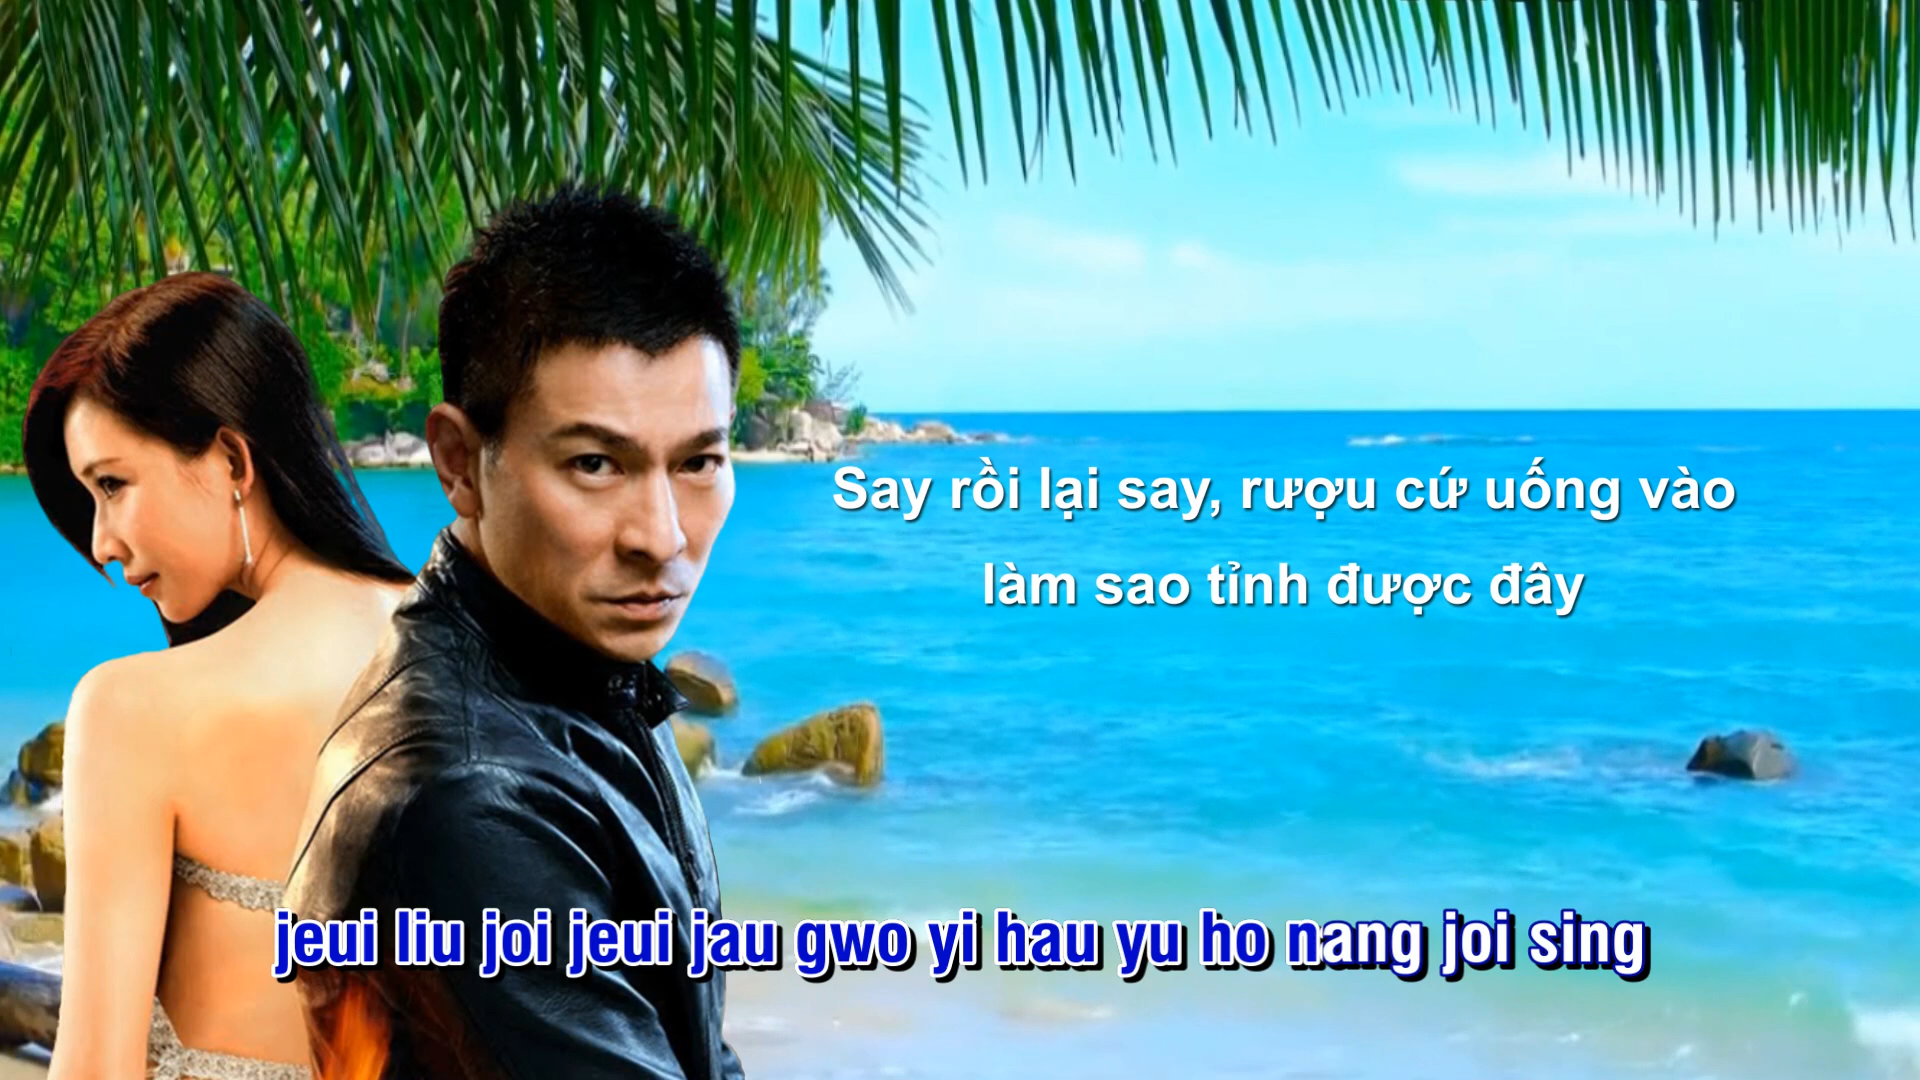 Say rồi lại say, rượu cứ uống vào
làm sao tỉnh được đây
jeui liu joi jeui jau gwo yi hau yu ho nang joi sing